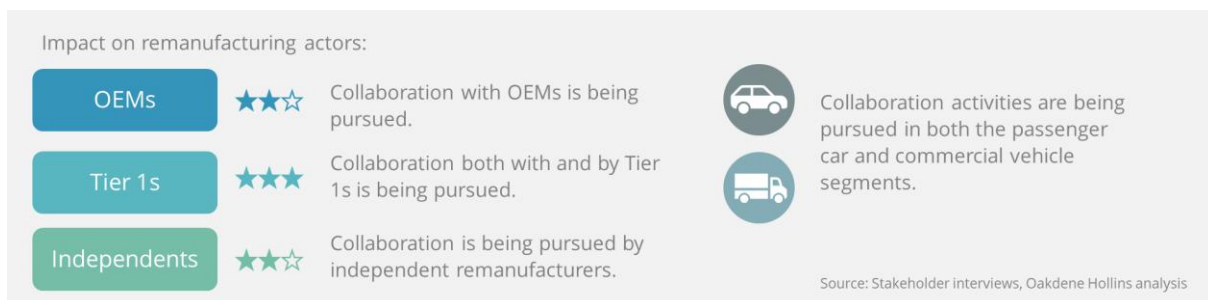 Impact on remanufacturing actors:
OEMs
Collaboration with OEMs is being
pursued.
Tier 1s
Collaboration both with and by Tier
1s is being pursued.
Independents
Collaboration is being pursued by
independent remanufacturers.
Collaboration activities are being
pursued in both the passenger
car and commercial vehicle
segments.
Source: Stakeholder interviews, Oakdene Hollins analysis